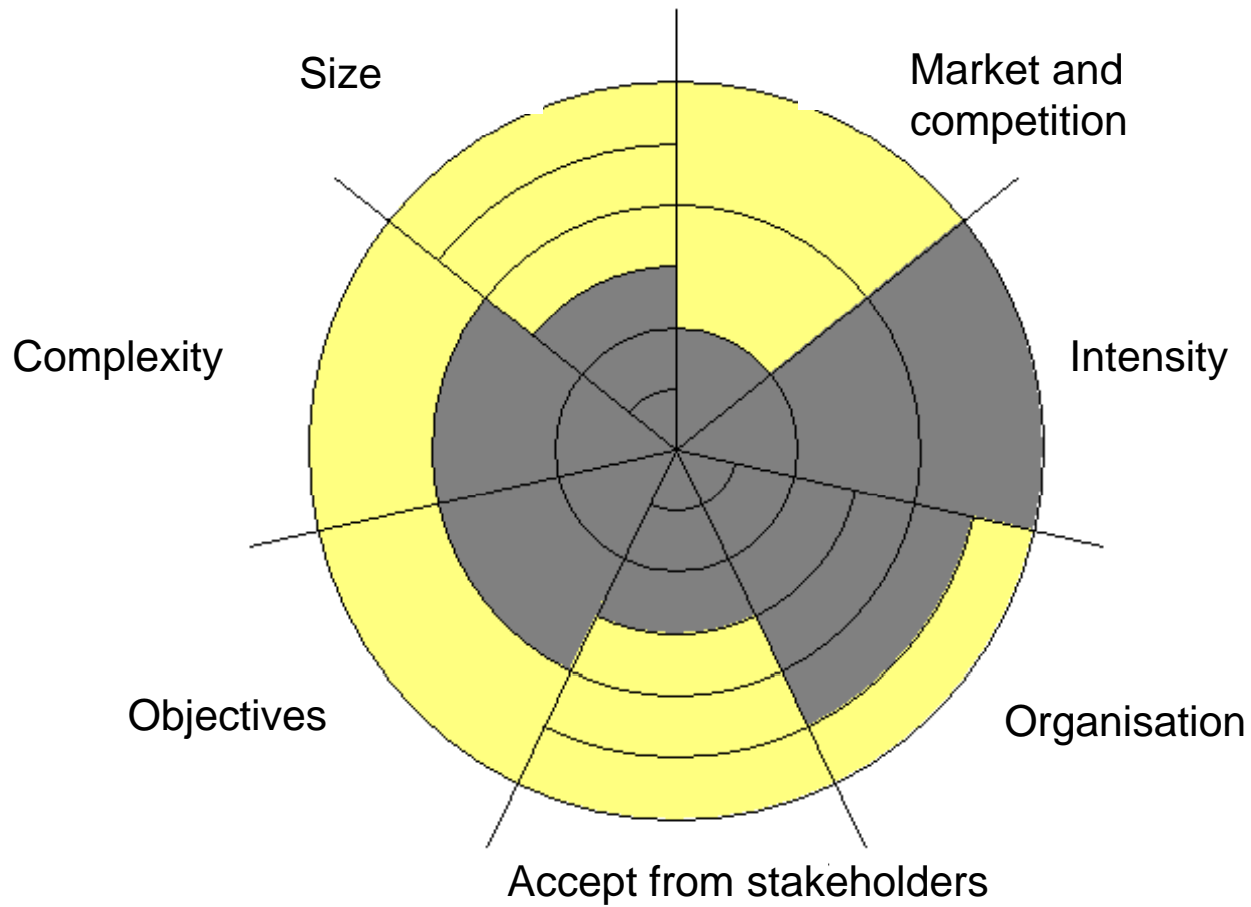 Size
Market and
competition
Complexity
Intensity
Objectives
Organisation
Accept from stakeholders